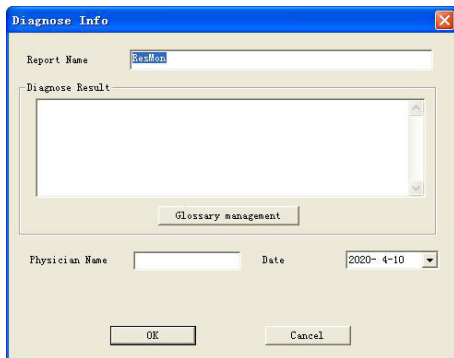 Diagnose Info
Report Name ResMon
Diagnose Result
Glossary management
Physician Name Date 2020- 4-10
OK Cancel